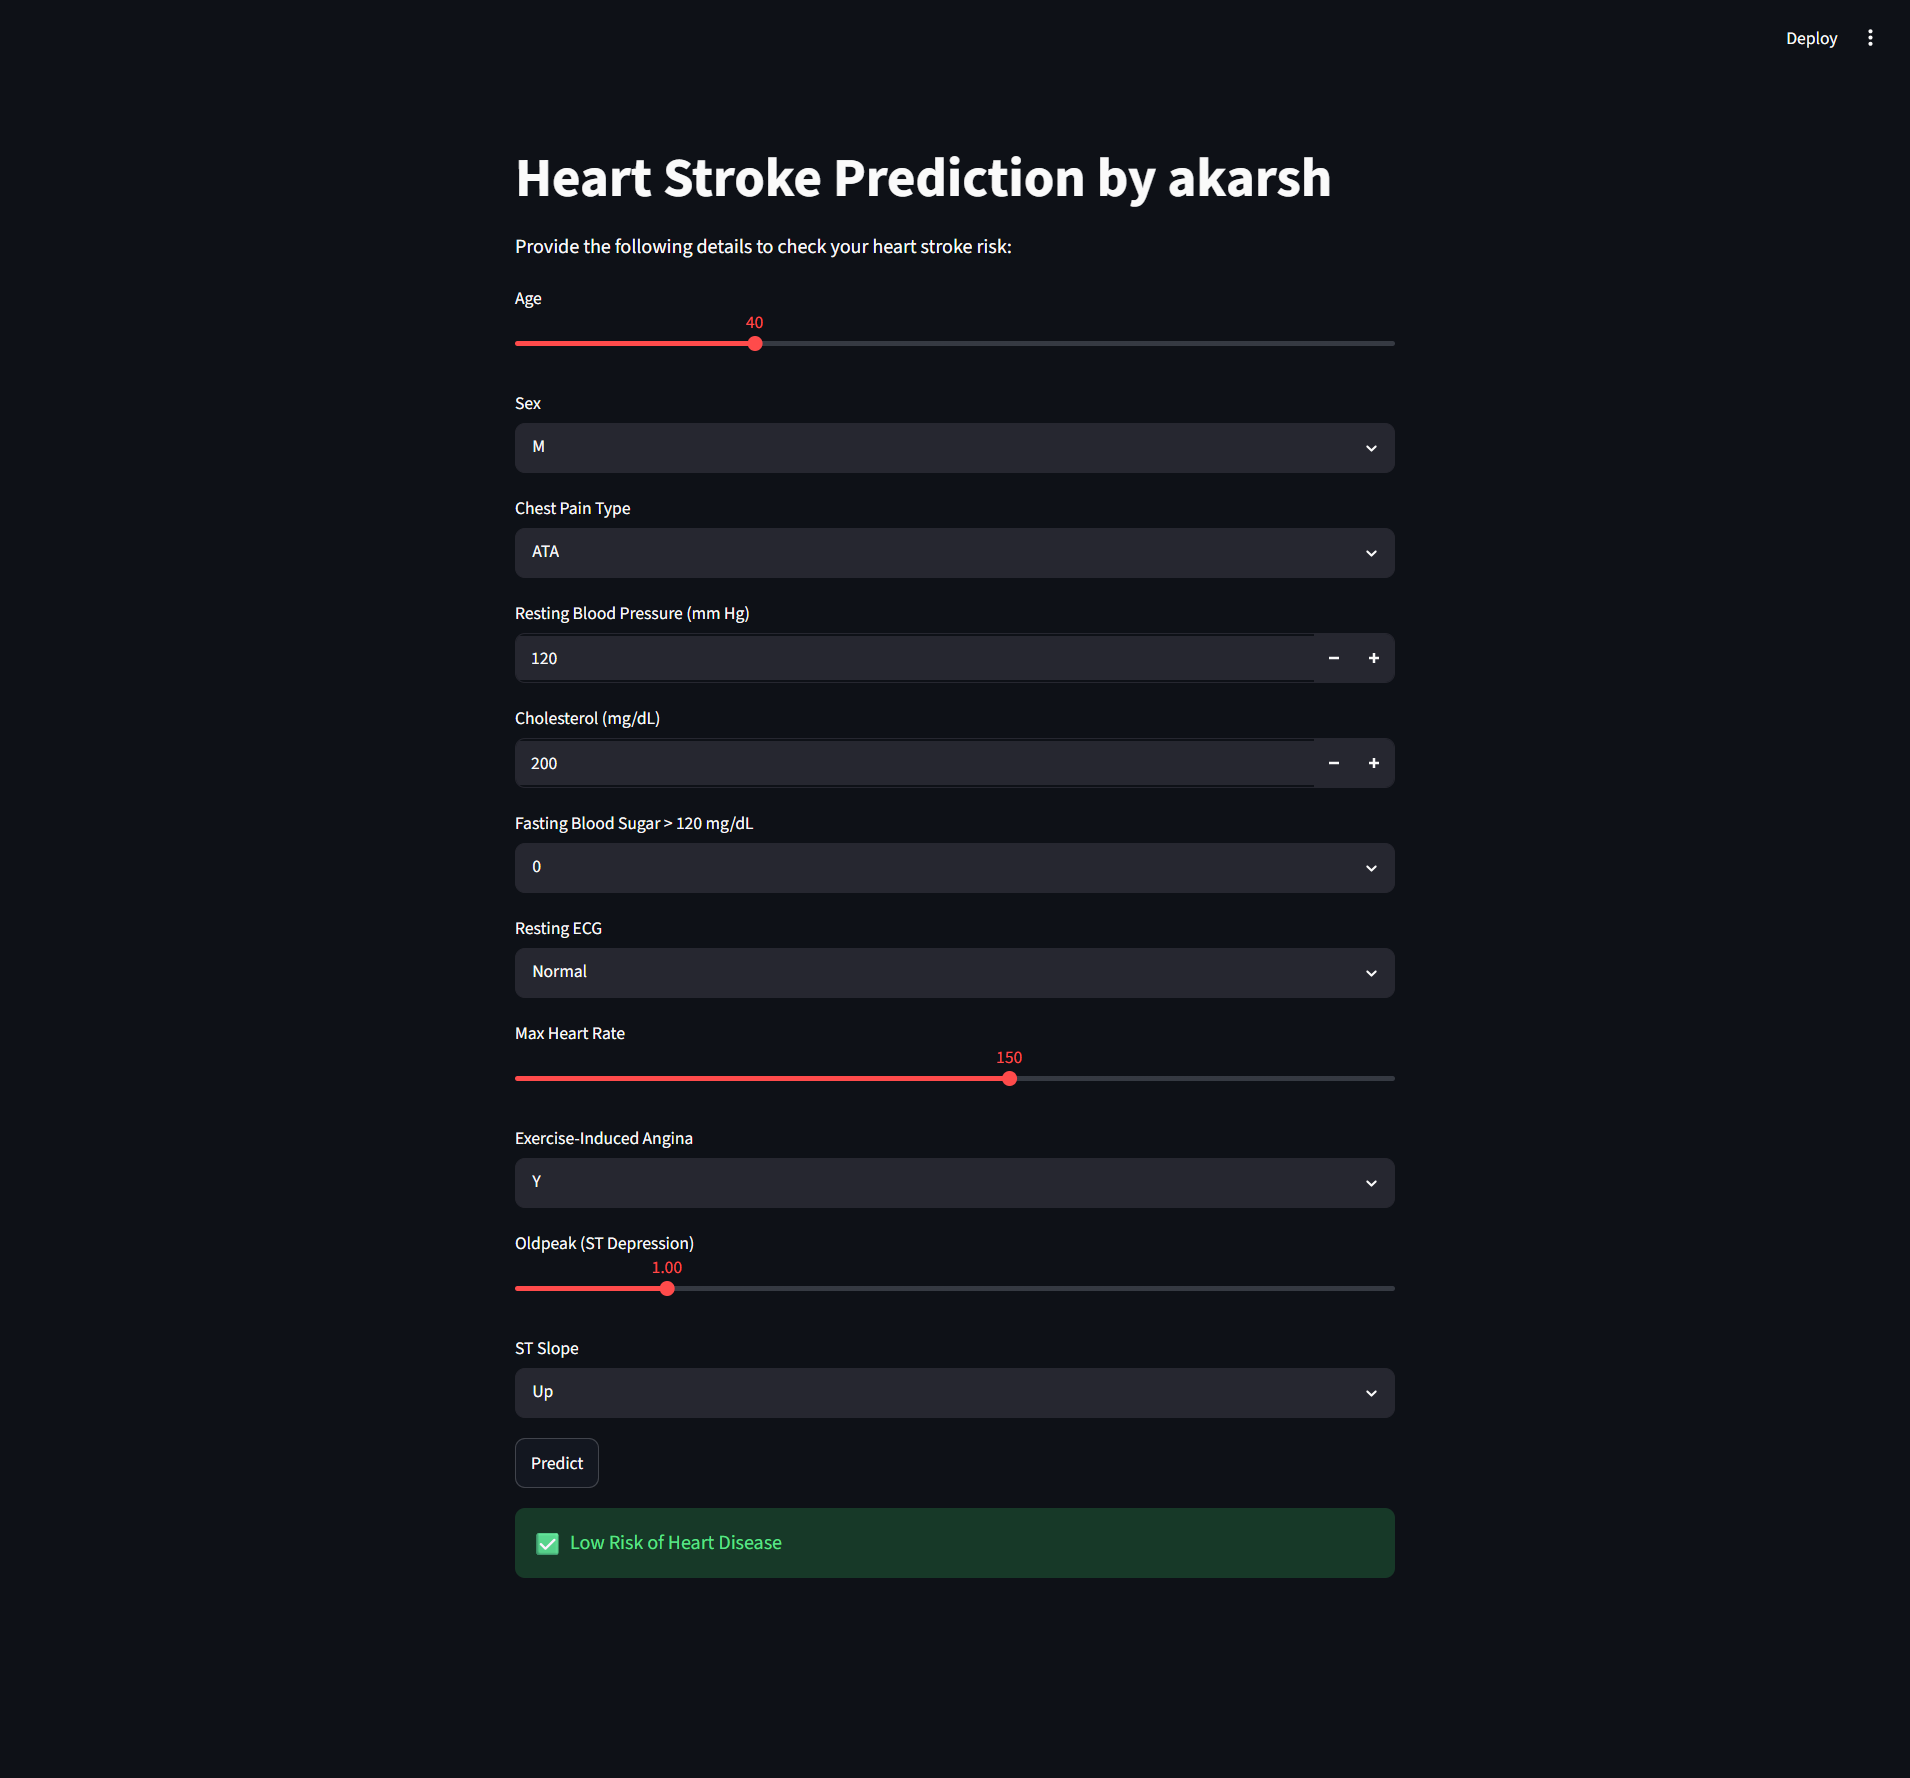 Deploy
Heart Stroke Prediction by akarsh
Provide the following details to check your heart stroke risk:
Age
40
Sex
M
Chest Pain Type
ATA
Resting Blood Pressure (mm Hg)
120
Cholesterol (mg/dL)
200
Fasting Blood Sugar > 120 mg/dL
0
Resting ECG
Normal
Max Heart Rate
150
Exercise-Induced Angina
Y
Oldpeak (ST Depression)
1.00
ST Slope
Up
Predict
Low Risk of Heart Disease